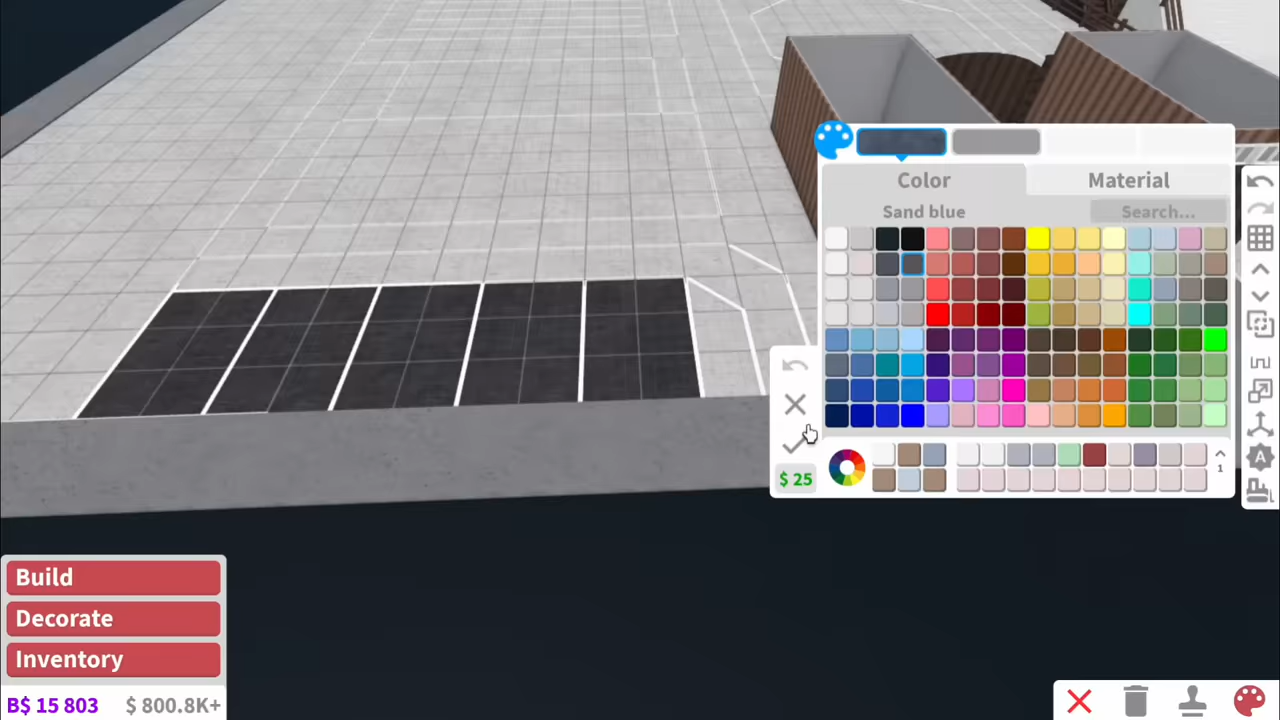 Color
Material
Sand blue
Search...
$ 25
1
A
Build
Decorate
Inventory
B$ 15 803
$ 800.8K+